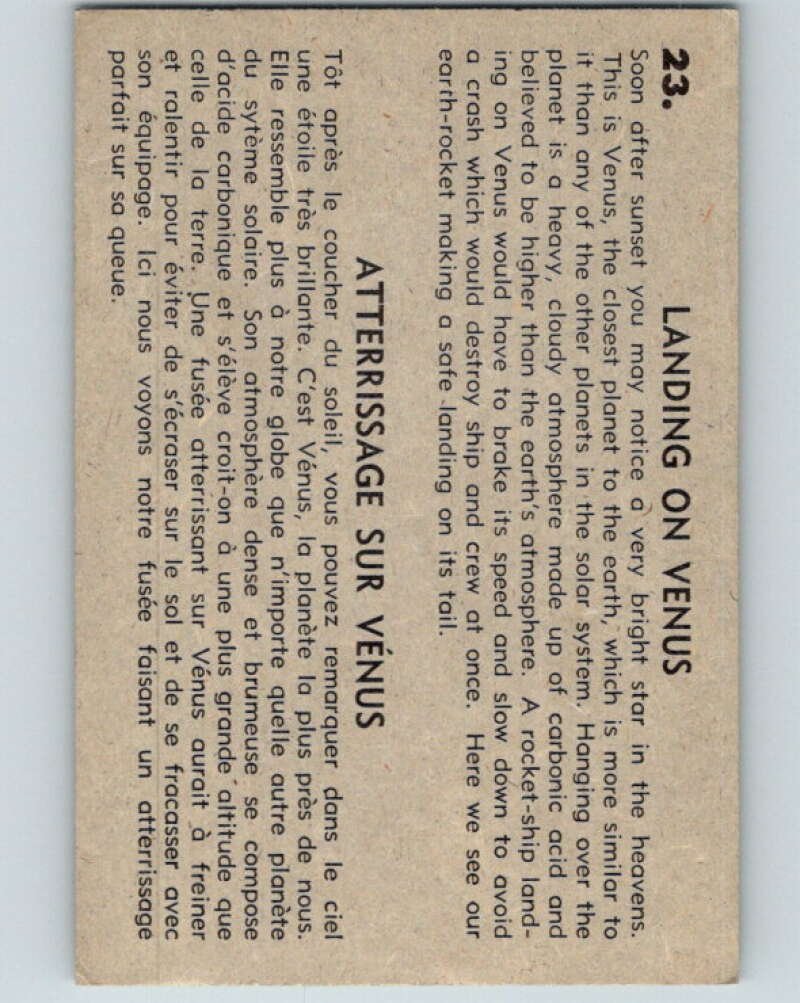 23. LANDING ON VENUS
Soon after sunset you may notice a very bright star in the heavens.
This is Venus, the closest planet to the earth, which is more similar to
it than any of the other planets in the solar system. Hanging over the
planet is a heavy, cloudy atmosphere made up of carbonic acid and
believed to be higher than the earth's atmosphere. A rocket-ship land-
ing on Venus would have to brake its speed and slow down to avoid
a crash which would destroy ship and crew at once. Here we see our
earth-rocket making a safe landing on its tail.
ATTERRISSAGE SUR VÉNUS
Tôt après le coucher du soleil, vous pouvez remarquer dans le ciel
une étoile très brillante. C'est Vénus, la planète la plus près de nous.
Elle ressemble plus à notre globe que n'importe quelle autre planète
du sytème solaire. Son atmosphère dense et brumeuse se compose
d'acide carbonique et s'élève croit-on à une plus grande altitude que
celle de la terre. Une fusée atterrissant sur Vénus aurait à freiner
et ralentir pour éviter de s'écraser sur le sol et de se fracasser avec
son équipage. Ici nous voyons notre fusée faisant un atterrissage
parfait sur sa queue.